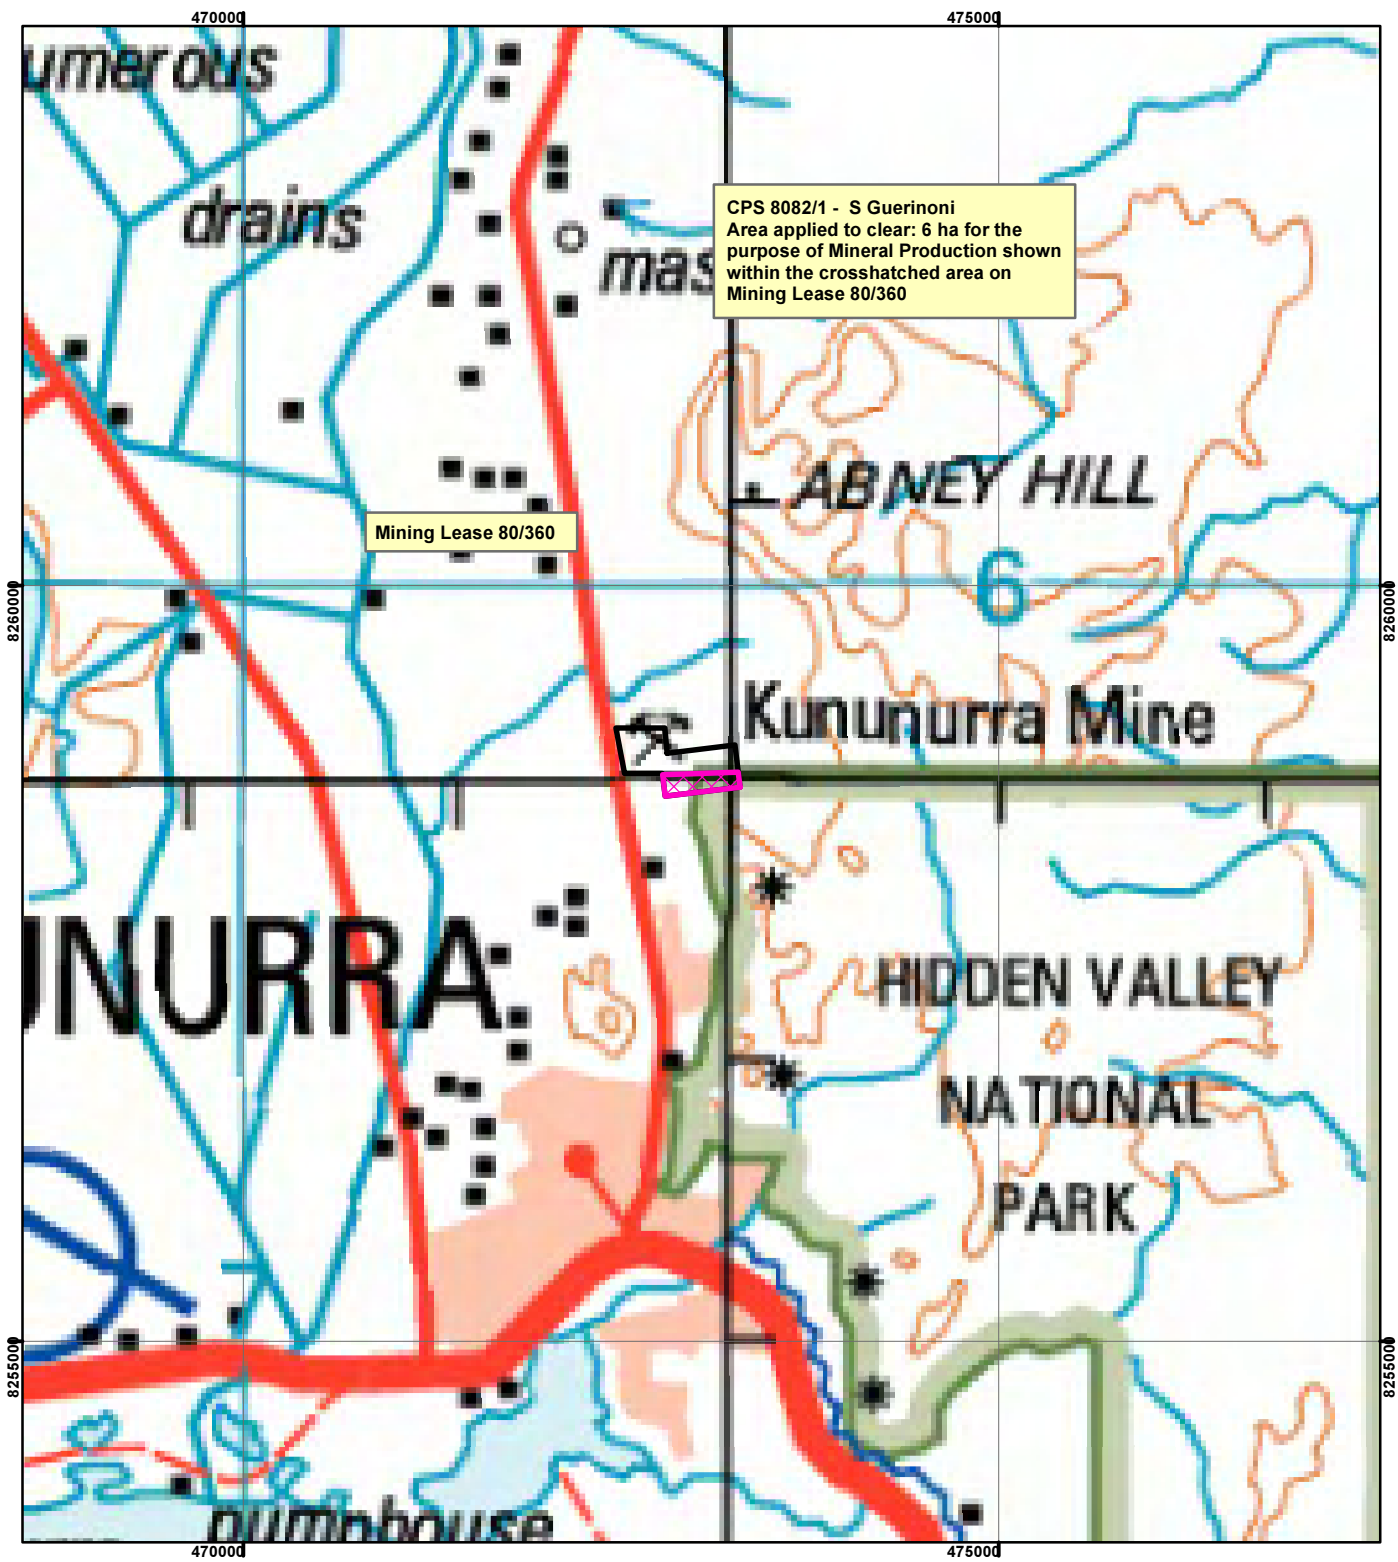 470000
475000
umerous
drains
mas
CPS 8082/1 - S Guerinoni
Area applied to clear: 6 ha for the
purpose of Mineral Production shown
within the crosshatched area on
Mining Lease 80/360
ABNEY HILL
Mining Lease 80/360
8260000
6
8260000
Kununurra Mine
UNURRA
HIDDEN VALLEY
NATIONAL
PARK
8255000
8255000
pumphouse
470000
475000